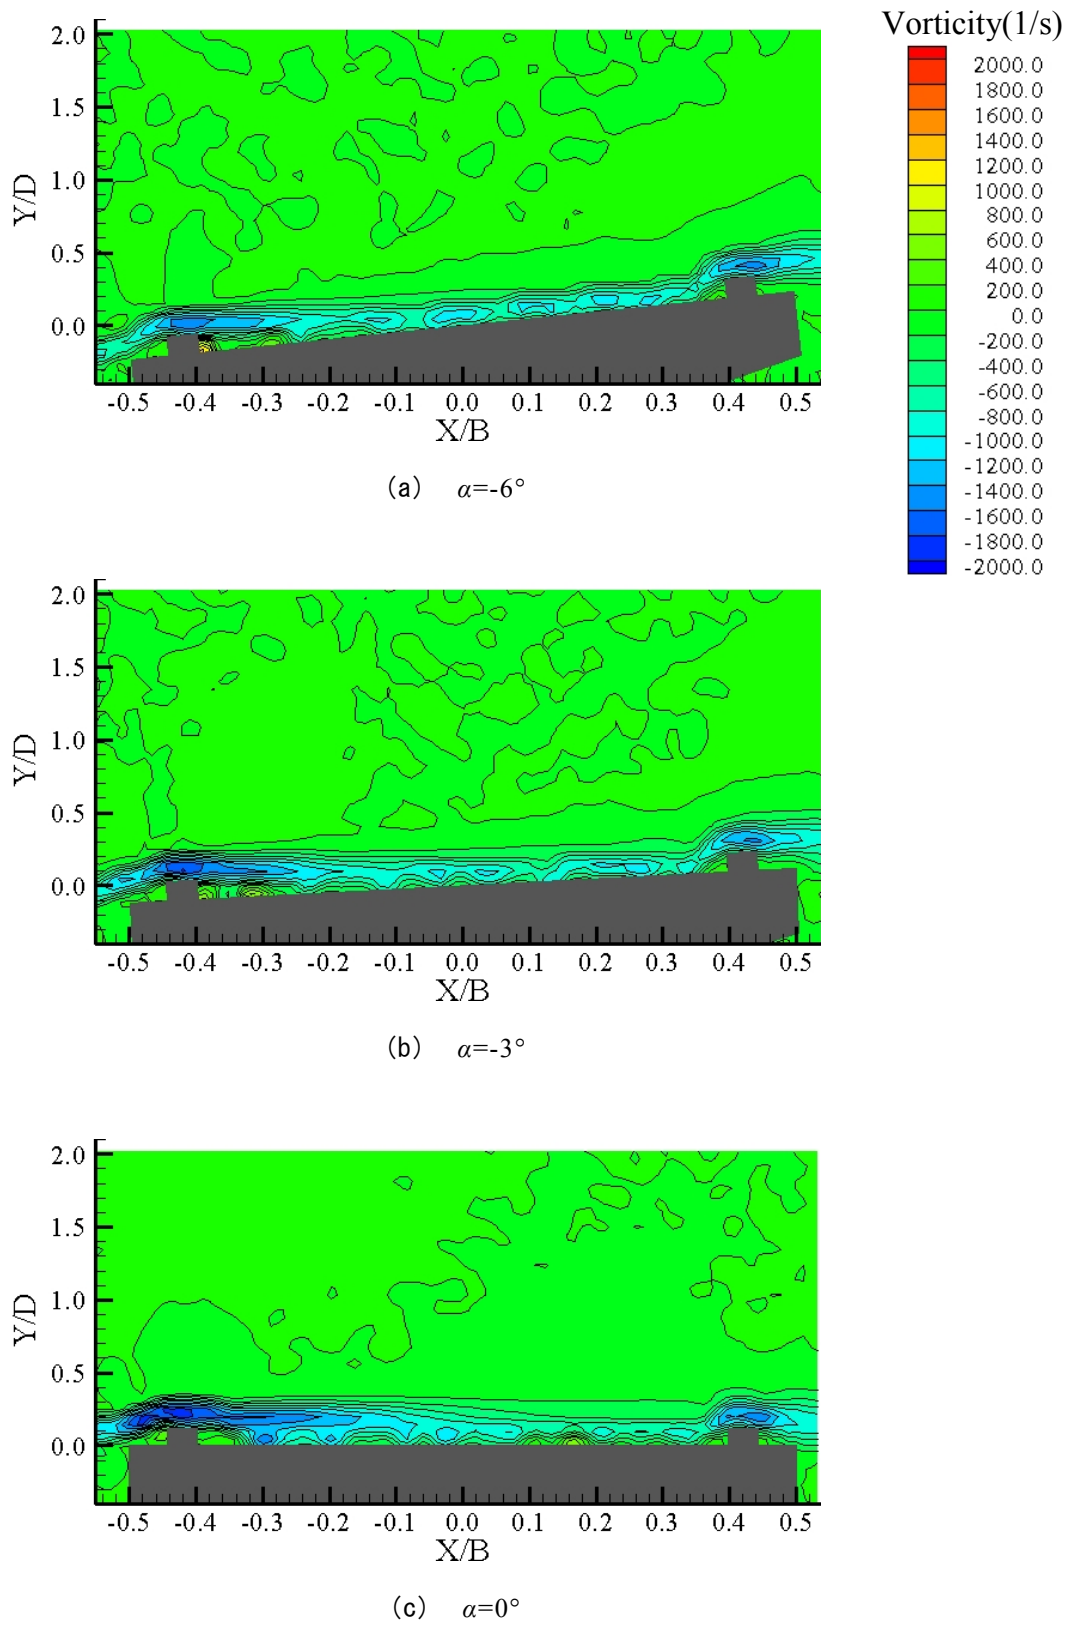 Vorticity(1/s)
2000.0
1800.0
1600.0
1400.0
1200.0
1000.0
800.0
600.0
400.0
200.0
0.0
-200.0
-400.0
-600.0
-800.0
-1000.0
-1200.0
-1400.0
-1600.0
-1800.0
-2000.0
Y/D
2.0
1.5
1.0
0.5
0.0
-0.5 -0.4 -0.3 -0.2 -0.1 0.0 0.1 0.2 0.3 0.4 0.5
X/B
(a) α=-6°
Y/D
2.0
1.5
1.0
0.5
0.0
-0.5 -0.4 -0.3 -0.2 -0.1 0.0 0.1 0.2 0.3 0.4 0.5
X/B
(b) α=-3°
Y/D
2.0
1.5
1.0
0.5
0.0
-0.5 -0.4 -0.3 -0.2 -0.1 0.0 0.1 0.2 0.3 0.4 0.5
X/B
(c) α=0°